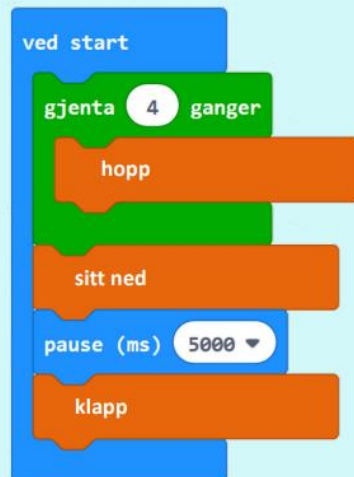 ved start
gjenta 4 ganger
hopp
sitt ned
pause (ms) 5000
klapp